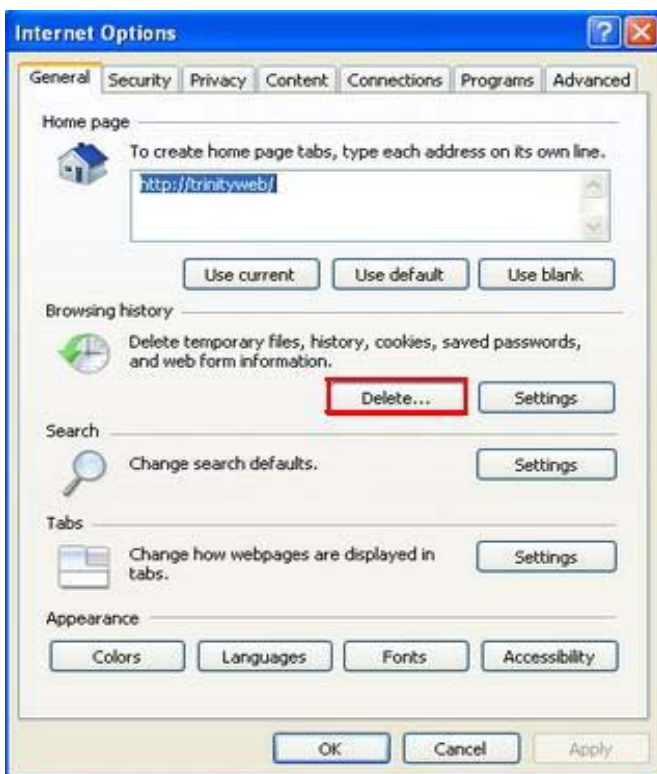 Internet Options
General Security Privacy Content Connections Programs Advanced
Home page
To create home page tabs, type each address on its own line.
http://trinityweb/
Use current Use default Use blank
Browsing history
Delete temporary files, history, cookies, saved passwords,
and web form information.
Delete... Settings
Search
Change search defaults. Settings
Tabs
Change how webpages are displayed in
tabs.
Settings
Appearance
Colors Languages Fonts Accessibility
OK Cancel Apply